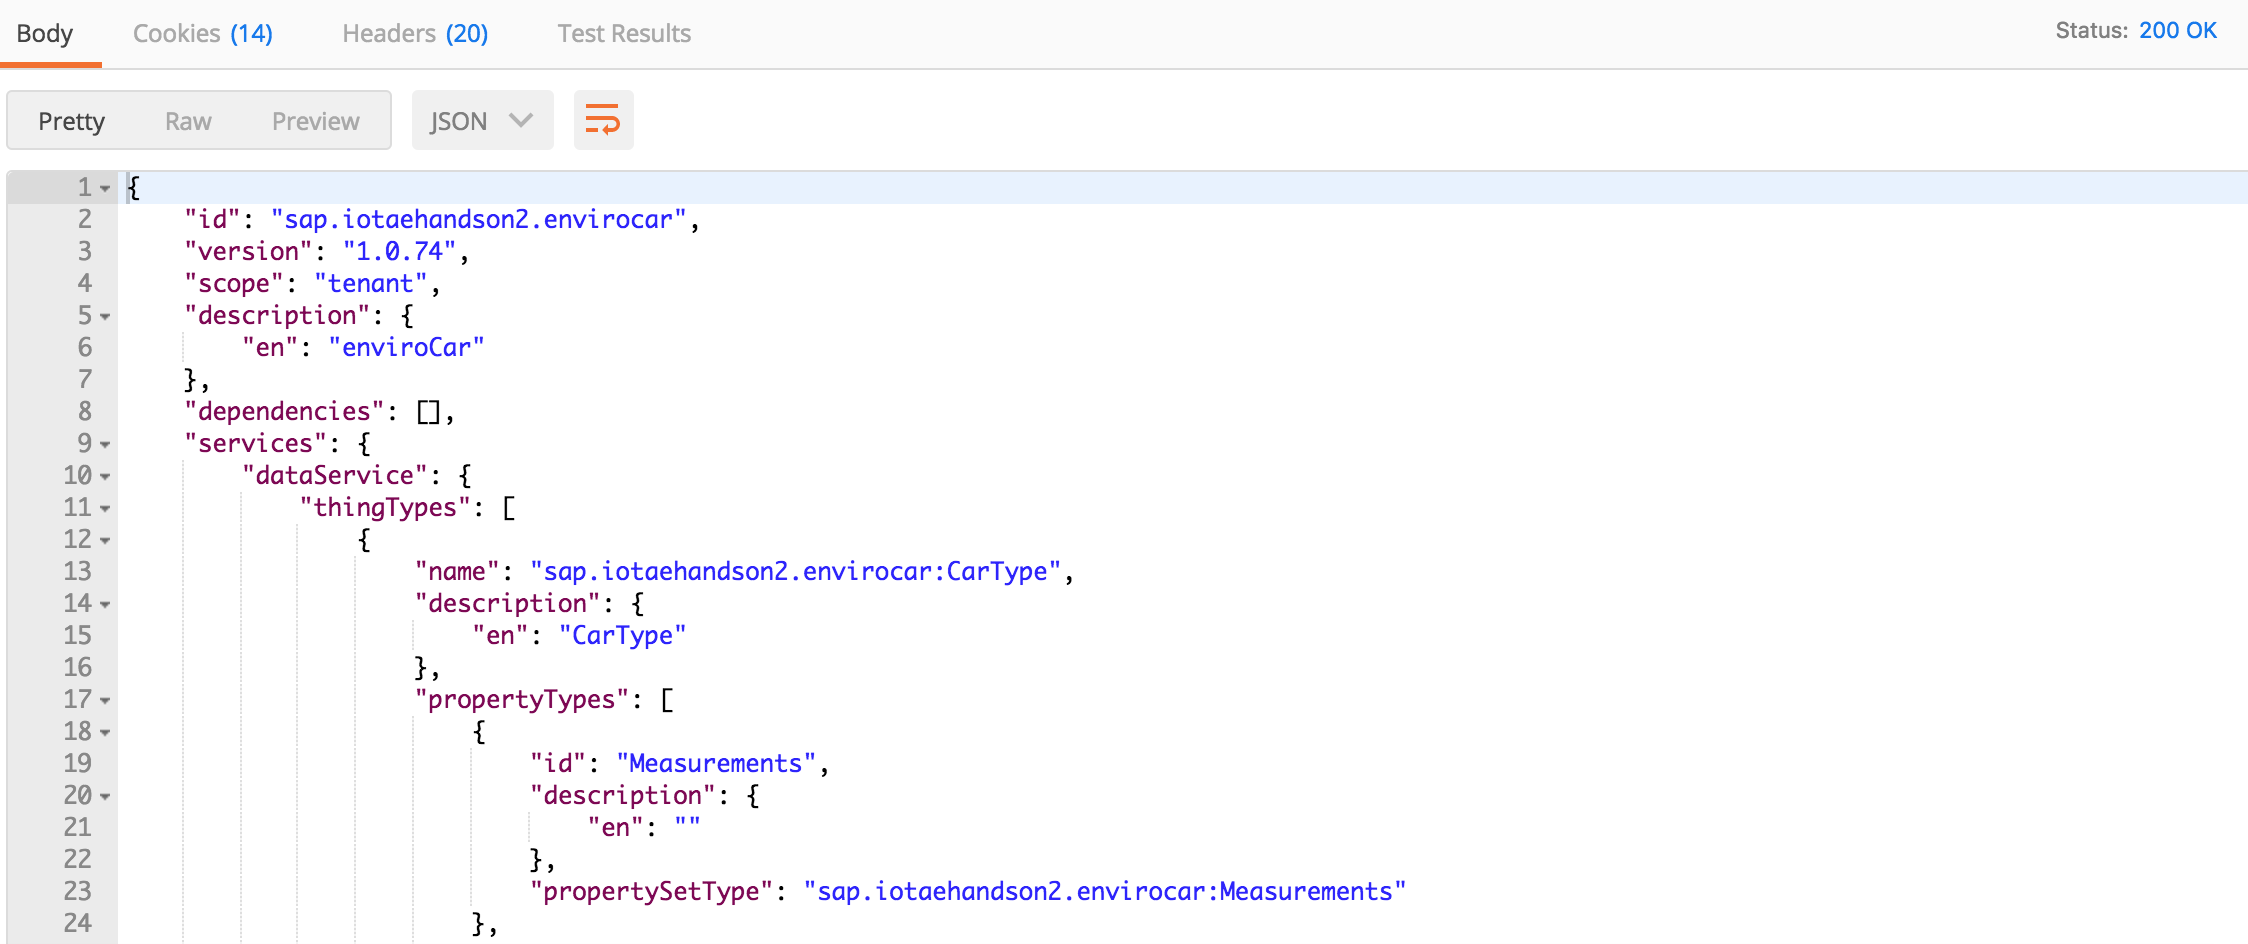 Body Cookies (14) Headers (20) Test Results Status: 200 OK
Pretty Raw Preview JSON
1 {
2 "id": "sap.iotaehandson2.envirocar",
3 "version": "1.0.74",
4 "scope": "tenant",
5 "description": {
6 "en": "enviroCar"
7 },
8 "dependencies": [],
9 "services": {
10 "dataService": {
11 "thingTypes": [
12 {
13 "name": "sap.iotaehandson2.envirocar:CarType",
14 "description": {
15 "en": "CarType"
16 },
17 "propertyTypes": [
18 {
19 "id": "Measurements",
20 "description": {
21 "en": ""
22 },
23 "propertySetType": "sap.iotaehandson2.envirocar:Measurements"
24 },